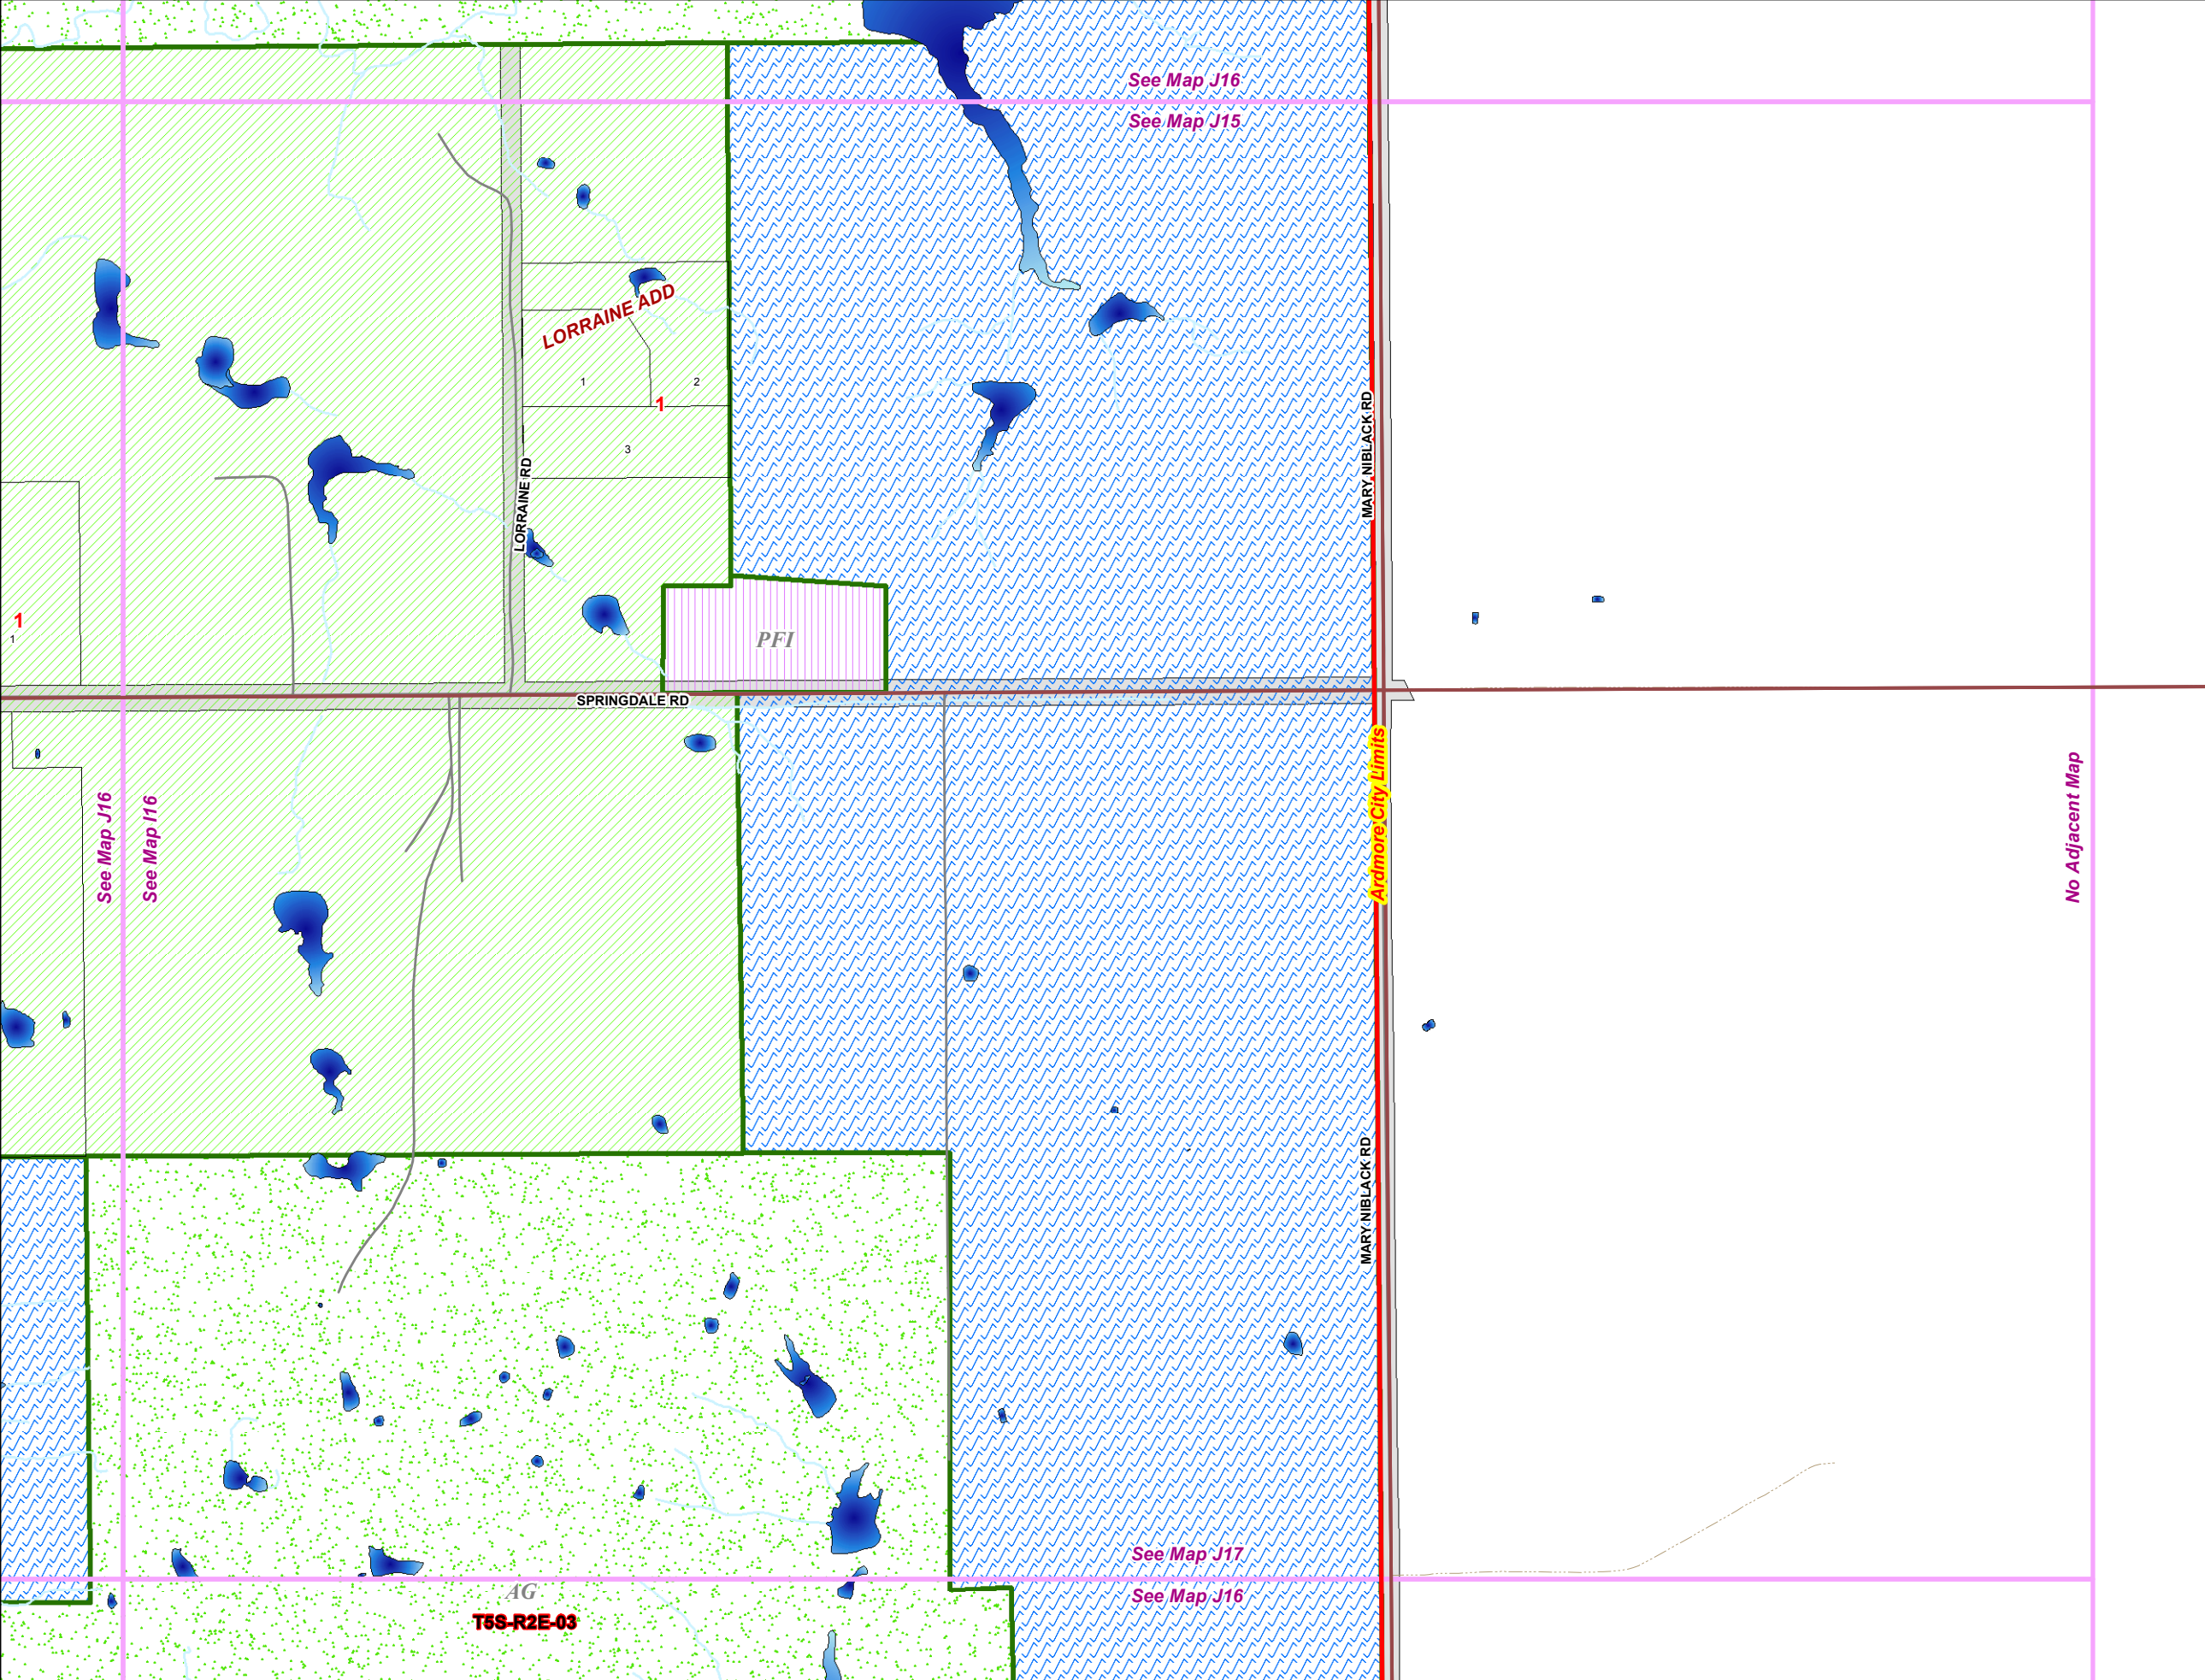 See Map J16
See Map J15
LORRAINE ADD
1
2
1
3
LORRAINE RD
MARY NIBLACK RD
1
1
PFI
SPRINGDALE RD
Ardmore City Limits
See Map J16
See Map I16
No Adjacent Map
MARY NIBLACK RD
See Map J17
See Map J16
AG
T5S-R2E-03